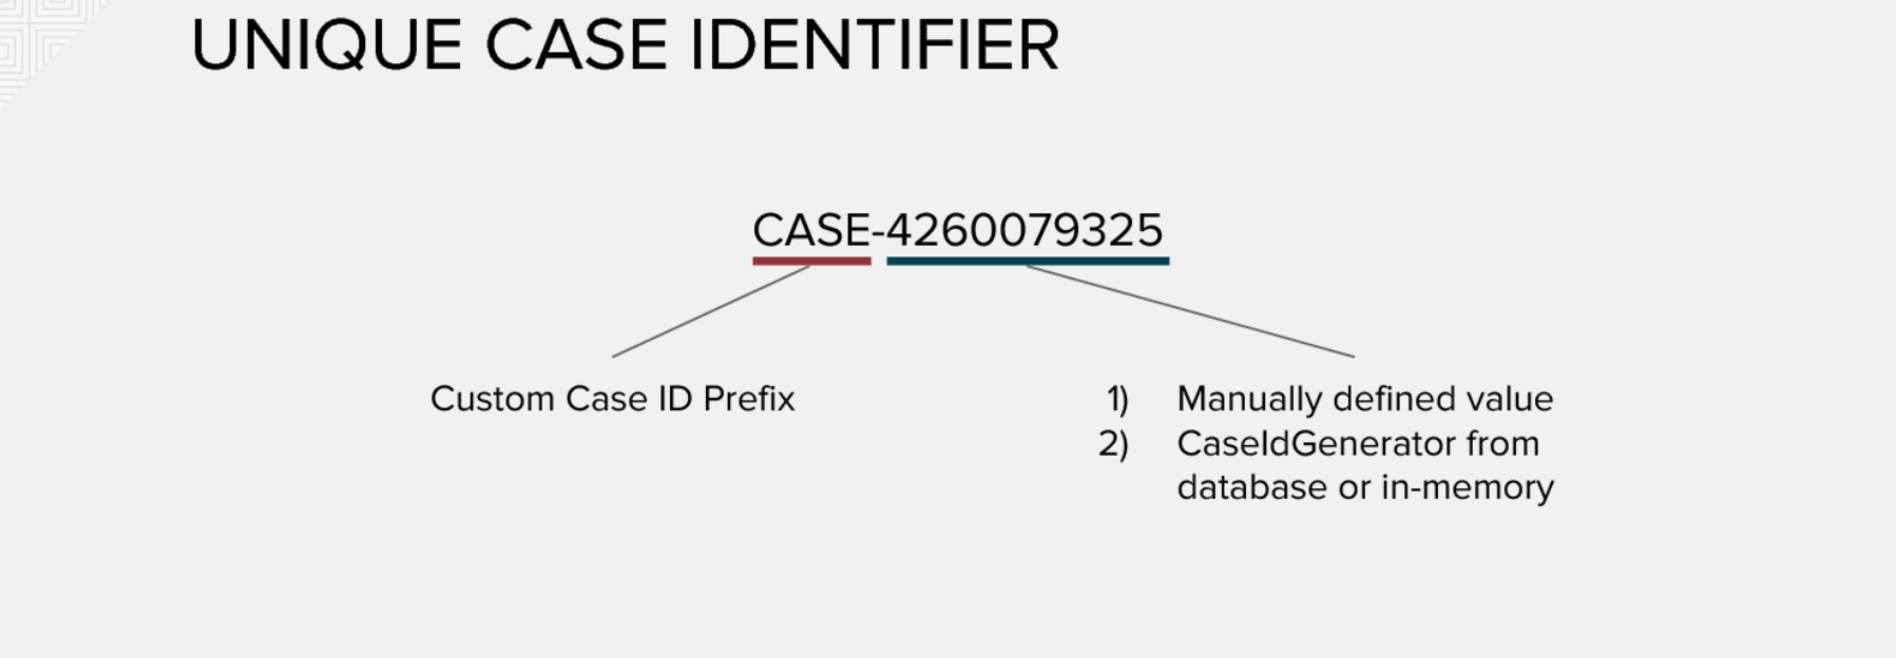 UNIQUE CASE IDENTIFIER
CASE-4260079325
Custom Case ID Prefix
1) Manually defined value
2) CaseIdGenerator from
database or in-memory